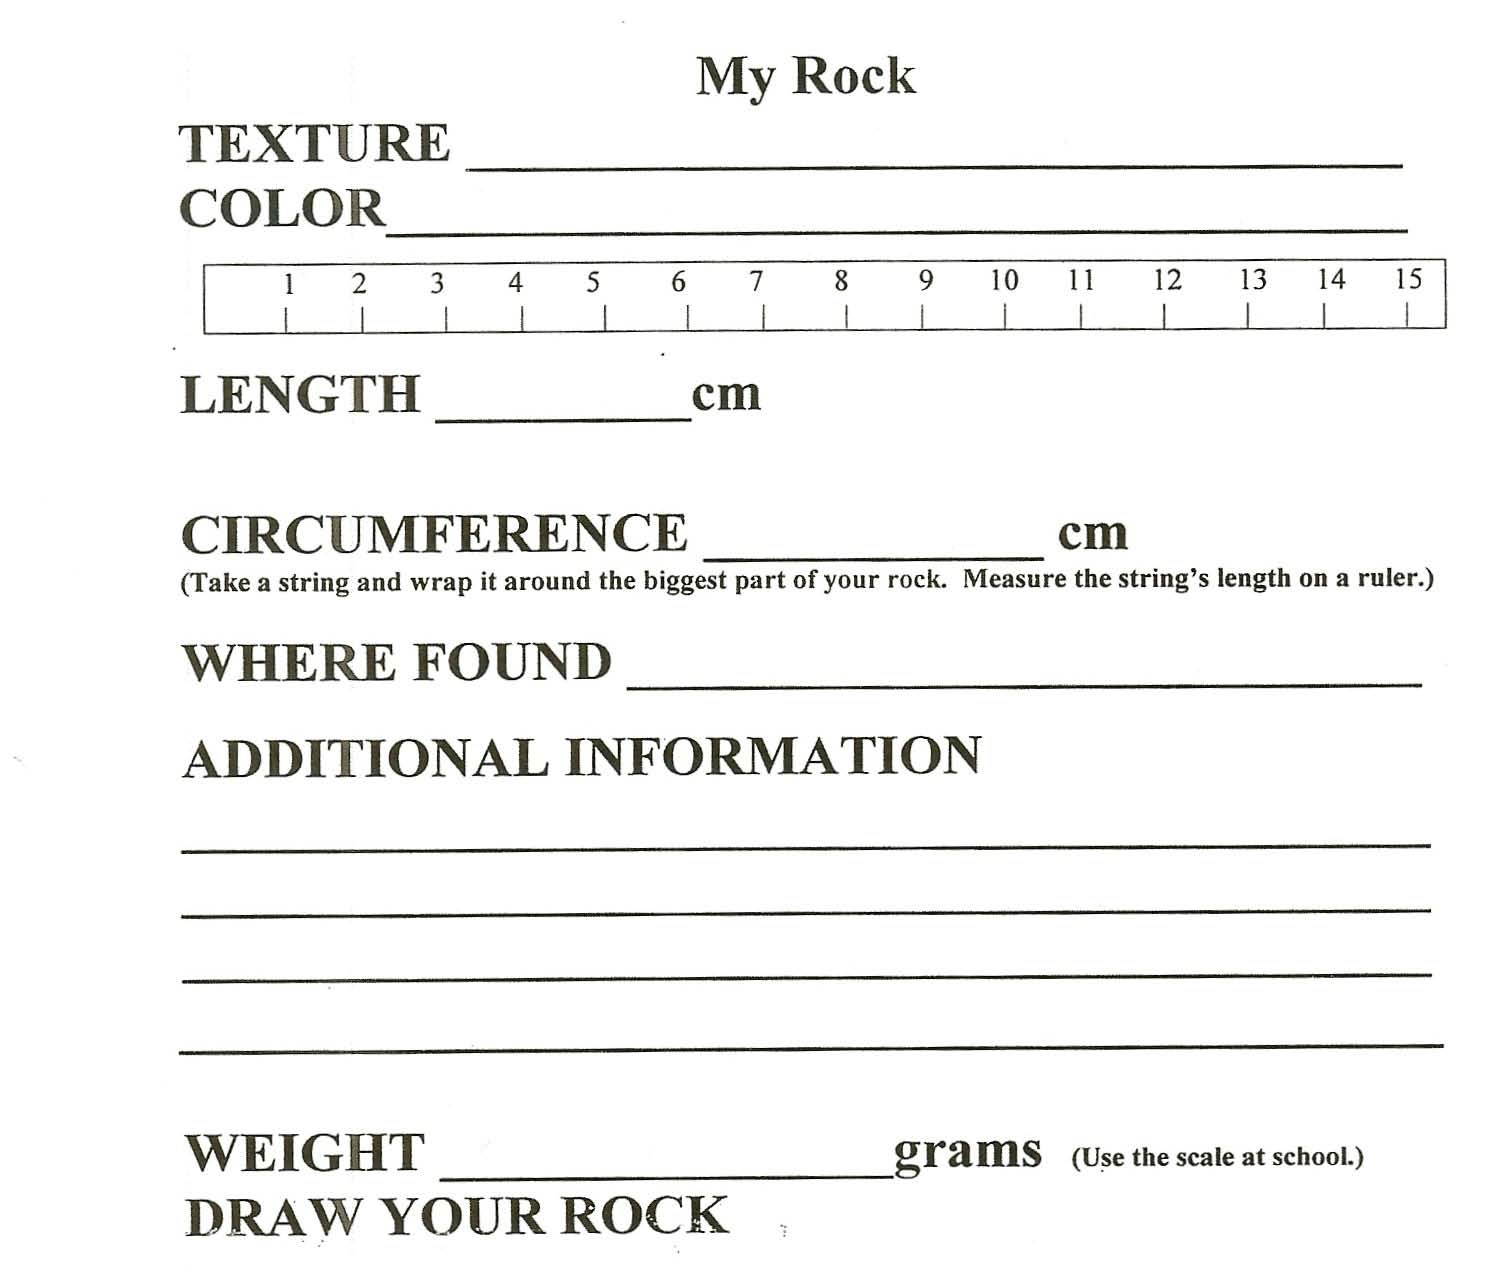 My Rock
TEXTURE
COLOR
1 2 3 4 5 6 7 8 9 10 11 12 13 14 15
LENGTH cm
CIRCUMFERENCE cm
(Take a string and wrap it around the biggest part of your rock. Measure the string's length on a ruler.)
WHERE FOUND
ADDITIONAL INFORMATION
WEIGHT grams (Use the scale at school.)
DRAW YOUR ROCK